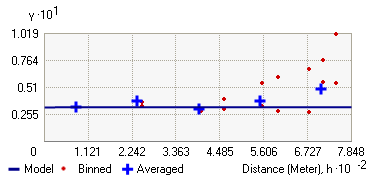 γ ·10¹
1.019
0.764
0.51
0.255
0 1.121 2.242 3.363 4.485 5.606 6.727 7.848
Model Binned Averaged Distance (Meter), h ·10⁻²